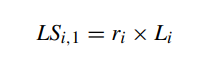 LS_{i,1} = r_i × L_i